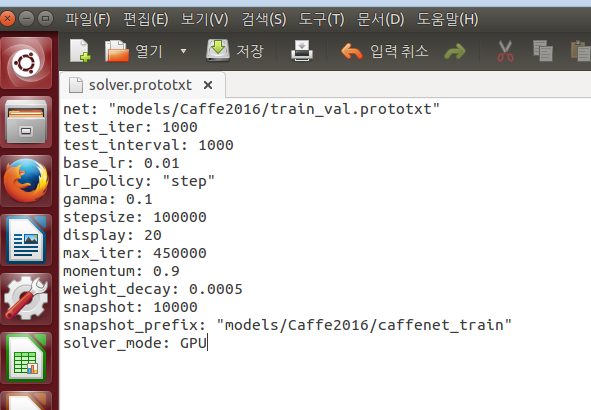 파일(F) 편집(E) 보기(V) 검색(S) 도구(T) 문서(D) 도움말(H)
열기 저장 입력 취소
solver.prototxt
net: "models/Caffe2016/train_val.prototxt"
test_iter: 1000
test_interval: 1000
base_lr: 0.01
lr_policy: "step"
gamma: 0.1
stepsize: 100000
display: 20
max_iter: 450000
momentum: 0.9
weight_decay: 0.0005
snapshot: 10000
snapshot_prefix: "models/Caffe2016/caffenet_train"
solver_mode: GPU